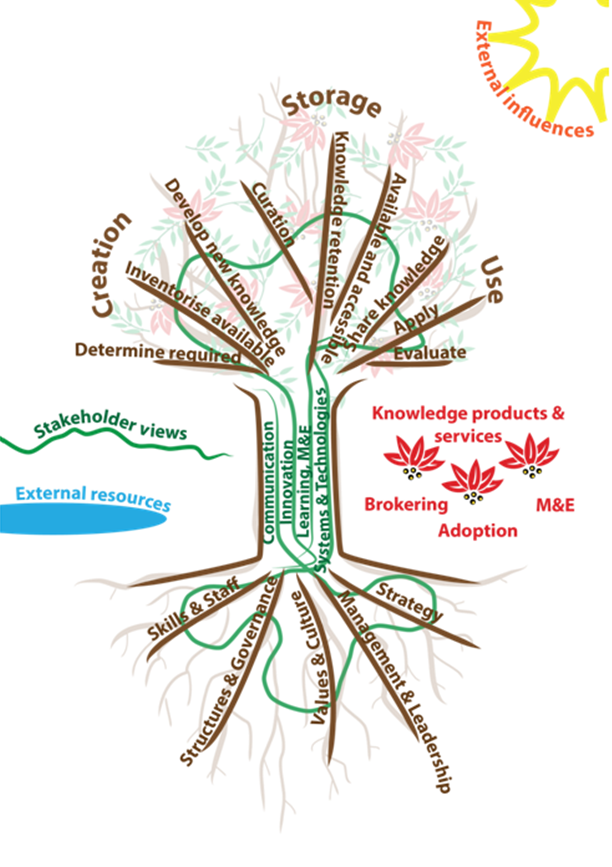 External influences
Storage
Creation
Use
Determine required
Inventorise available
Develop new knowledge
Curation
Knowledge retention
Available and accessible
Share knowledge
Apply
Evaluate
Stakeholder views
External resources
Communication
Innovation
Learning, M&E
Systems & Technologies
Knowledge products &
services
Brokering
M&E
Adoption
Skills & Staff
Structures & Governance
Values & Culture
Management & Leadership
Strategy